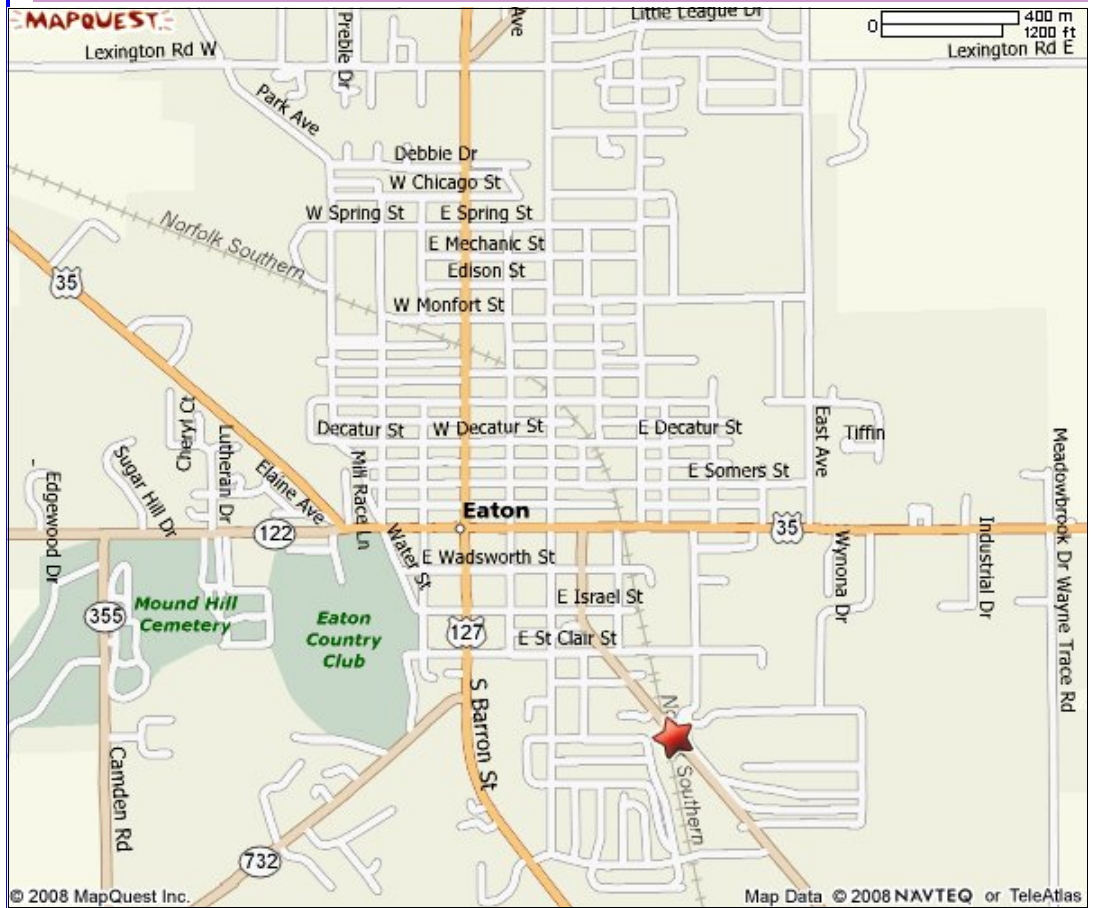 MAPQUEST
Ave
Little League Dr
0
400 m
1200 ft
Lexington Rd W
Preble Dr
Lexington Rd E
Park Ave
Debbie Dr
W Chicago St
W Spring St
E Spring St
Norfolk Southern
E Mechanic St
Edison St
35
W Monfort St
Cheryl Ct
Lutheran Dr
Decatur St
W Decatur St
E Decatur St
East Ave
Tiffin
Edgewood Dr
Sugar Hill Dr
Elaine Ave
Mill Race Ln
E Somers St
Meadowbrook Dr
Wayne Trace Rd
Eaton
122
35
Water St
E Wadsworth St
Wymona Dr
Industrial Dr
355
Mound Hill
Cemetery
Eaton
Country
Club
E Israel St
127
E St Clair St
S Barron St
Southern
Camden Rd
732
© 2008 MapQuest Inc.
Map Data © 2008 NAVTEQ or TeleAtlas